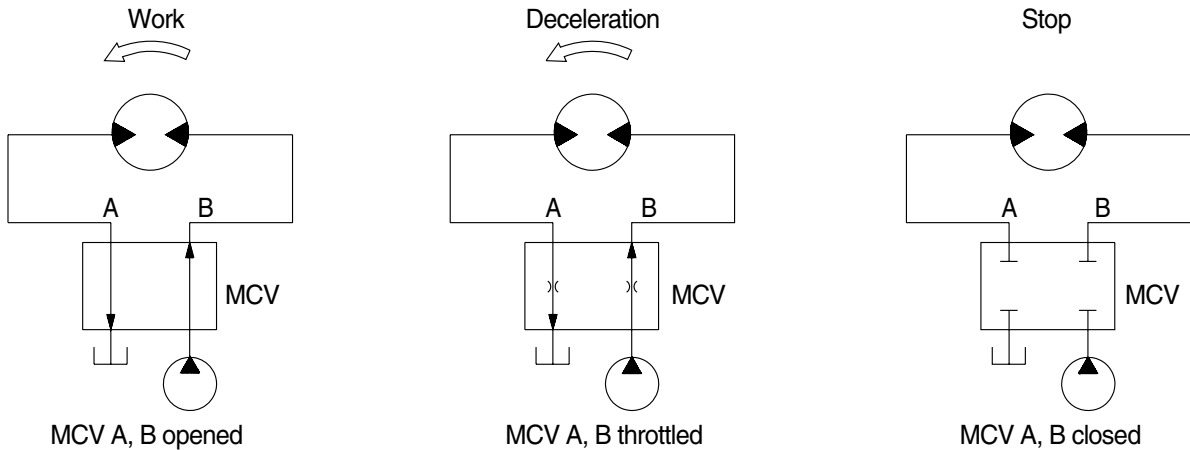 Work
Deceleration
Stop
A
B
MCV
A
B
MCV
A
B
MCV
MCV A, B opened
MCV A, B throttled
MCV A, B closed